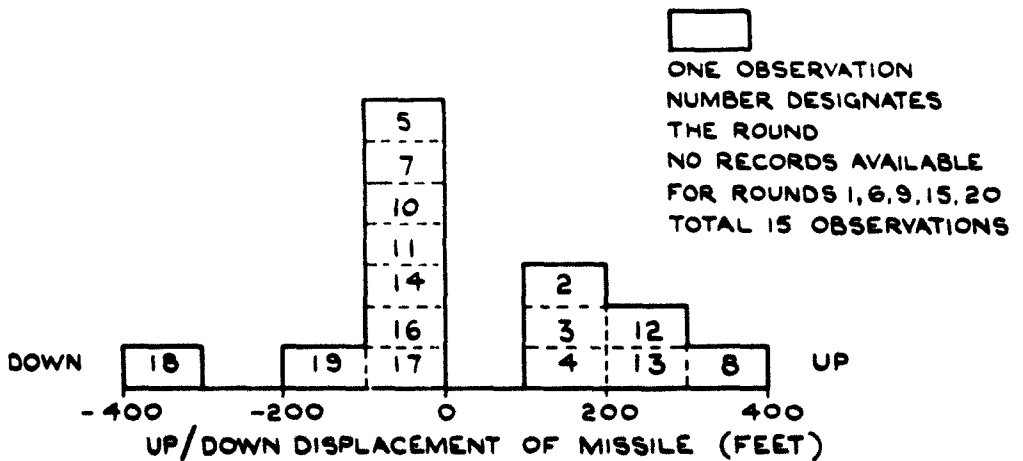 ONE OBSERVATION
NUMBER DESIGNATES
THE ROUND
NO RECORDS AVAILABLE
FOR ROUNDS 1,6,9,15,20
TOTAL 15 OBSERVATIONS
5
7
10
11
14
16
17
2
3
4
12
13
8
18
19
DOWN
UP
-400 -200 0 200 400
UP/DOWN DISPLACEMENT OF MISSILE (FEET)